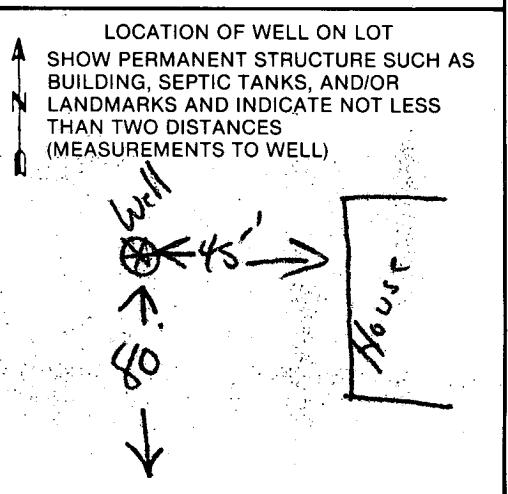 LOCATION OF WELL ON LOT
SHOW PERMANENT STRUCTURE SUCH AS
BUILDING, SEPTIC TANKS, AND/OR
N LANDMARKS AND INDICATE NOT LESS
THAN TWO DISTANCES
(MEASUREMENTS TO WELL)
Well
45'
House
80